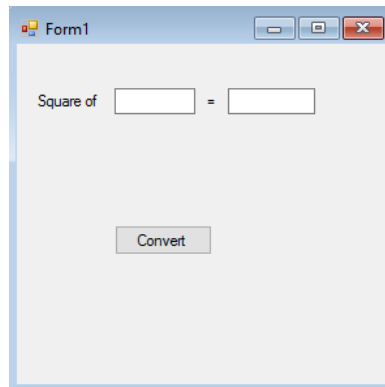 Form1
Square of =
Convert